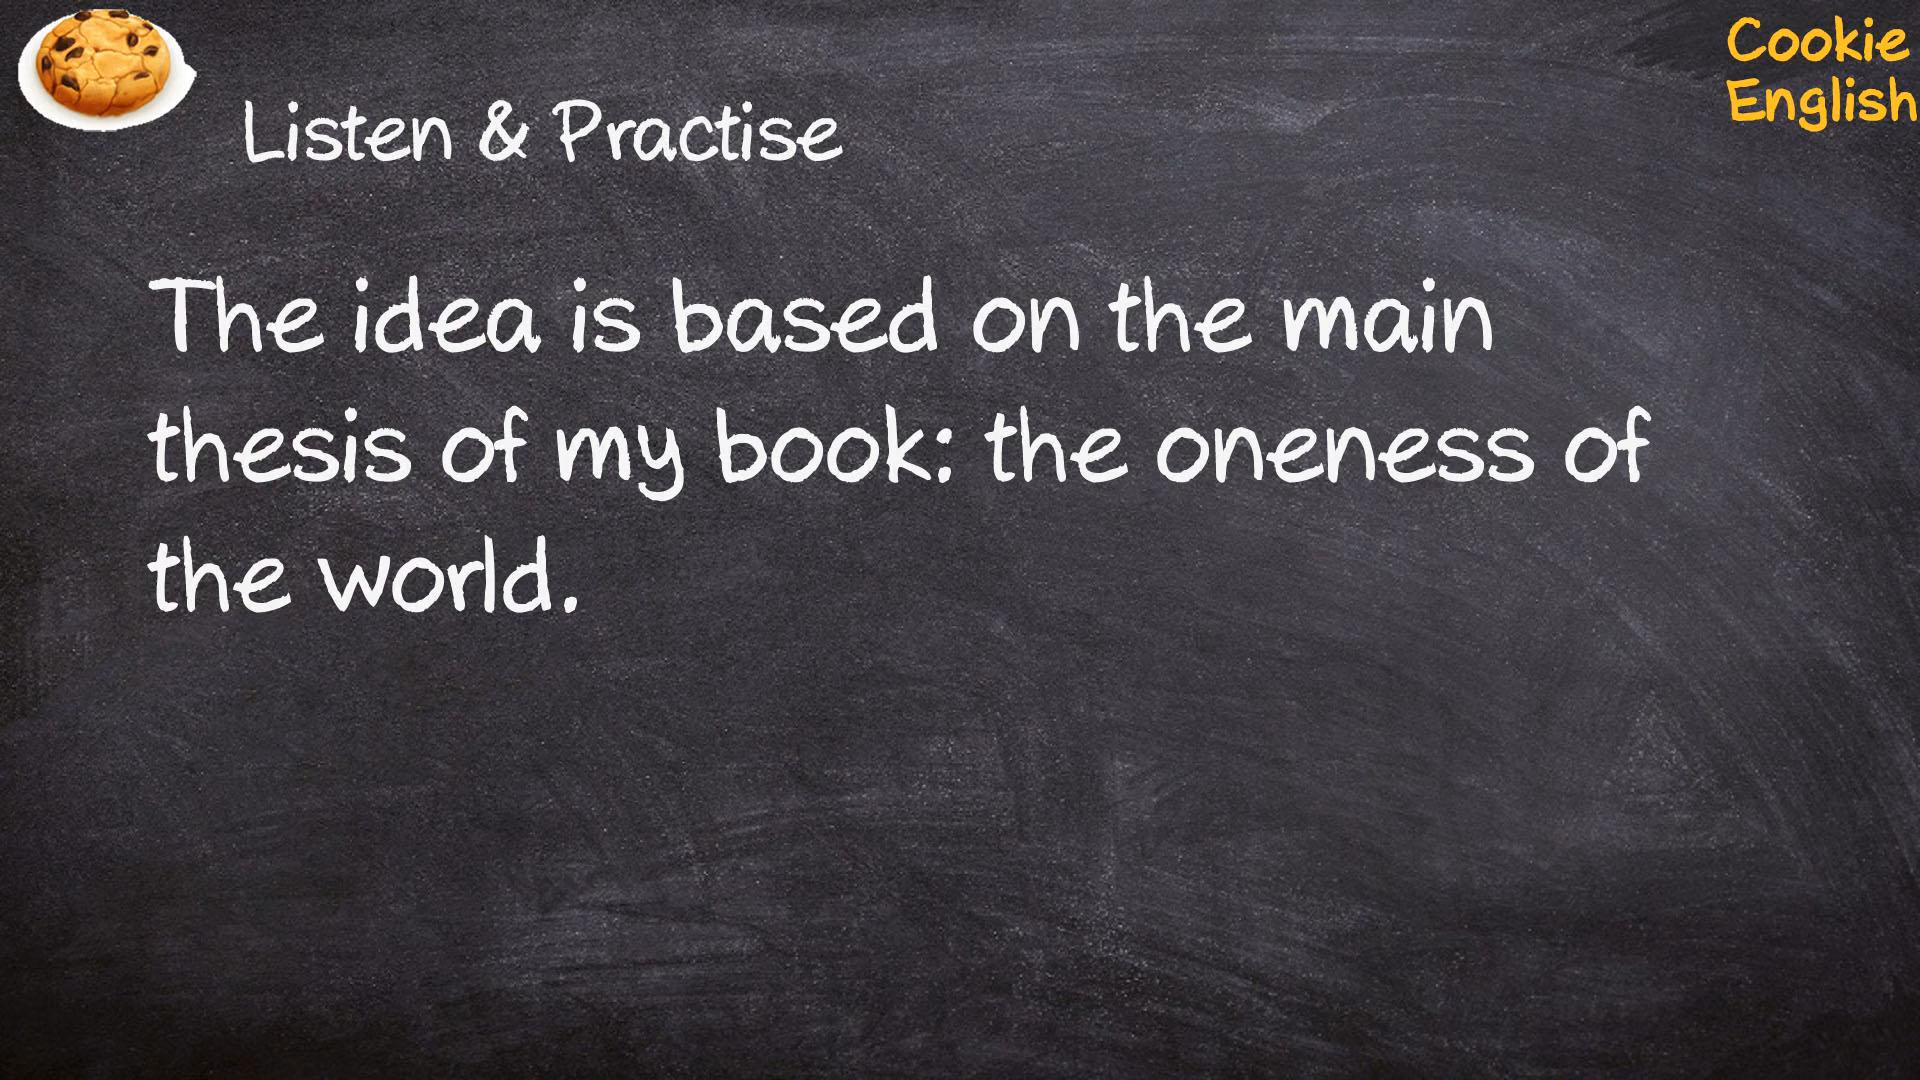 Cookie
English
Listen & Practise
The idea is based on the main
thesis of my book: the oneness of
the world.